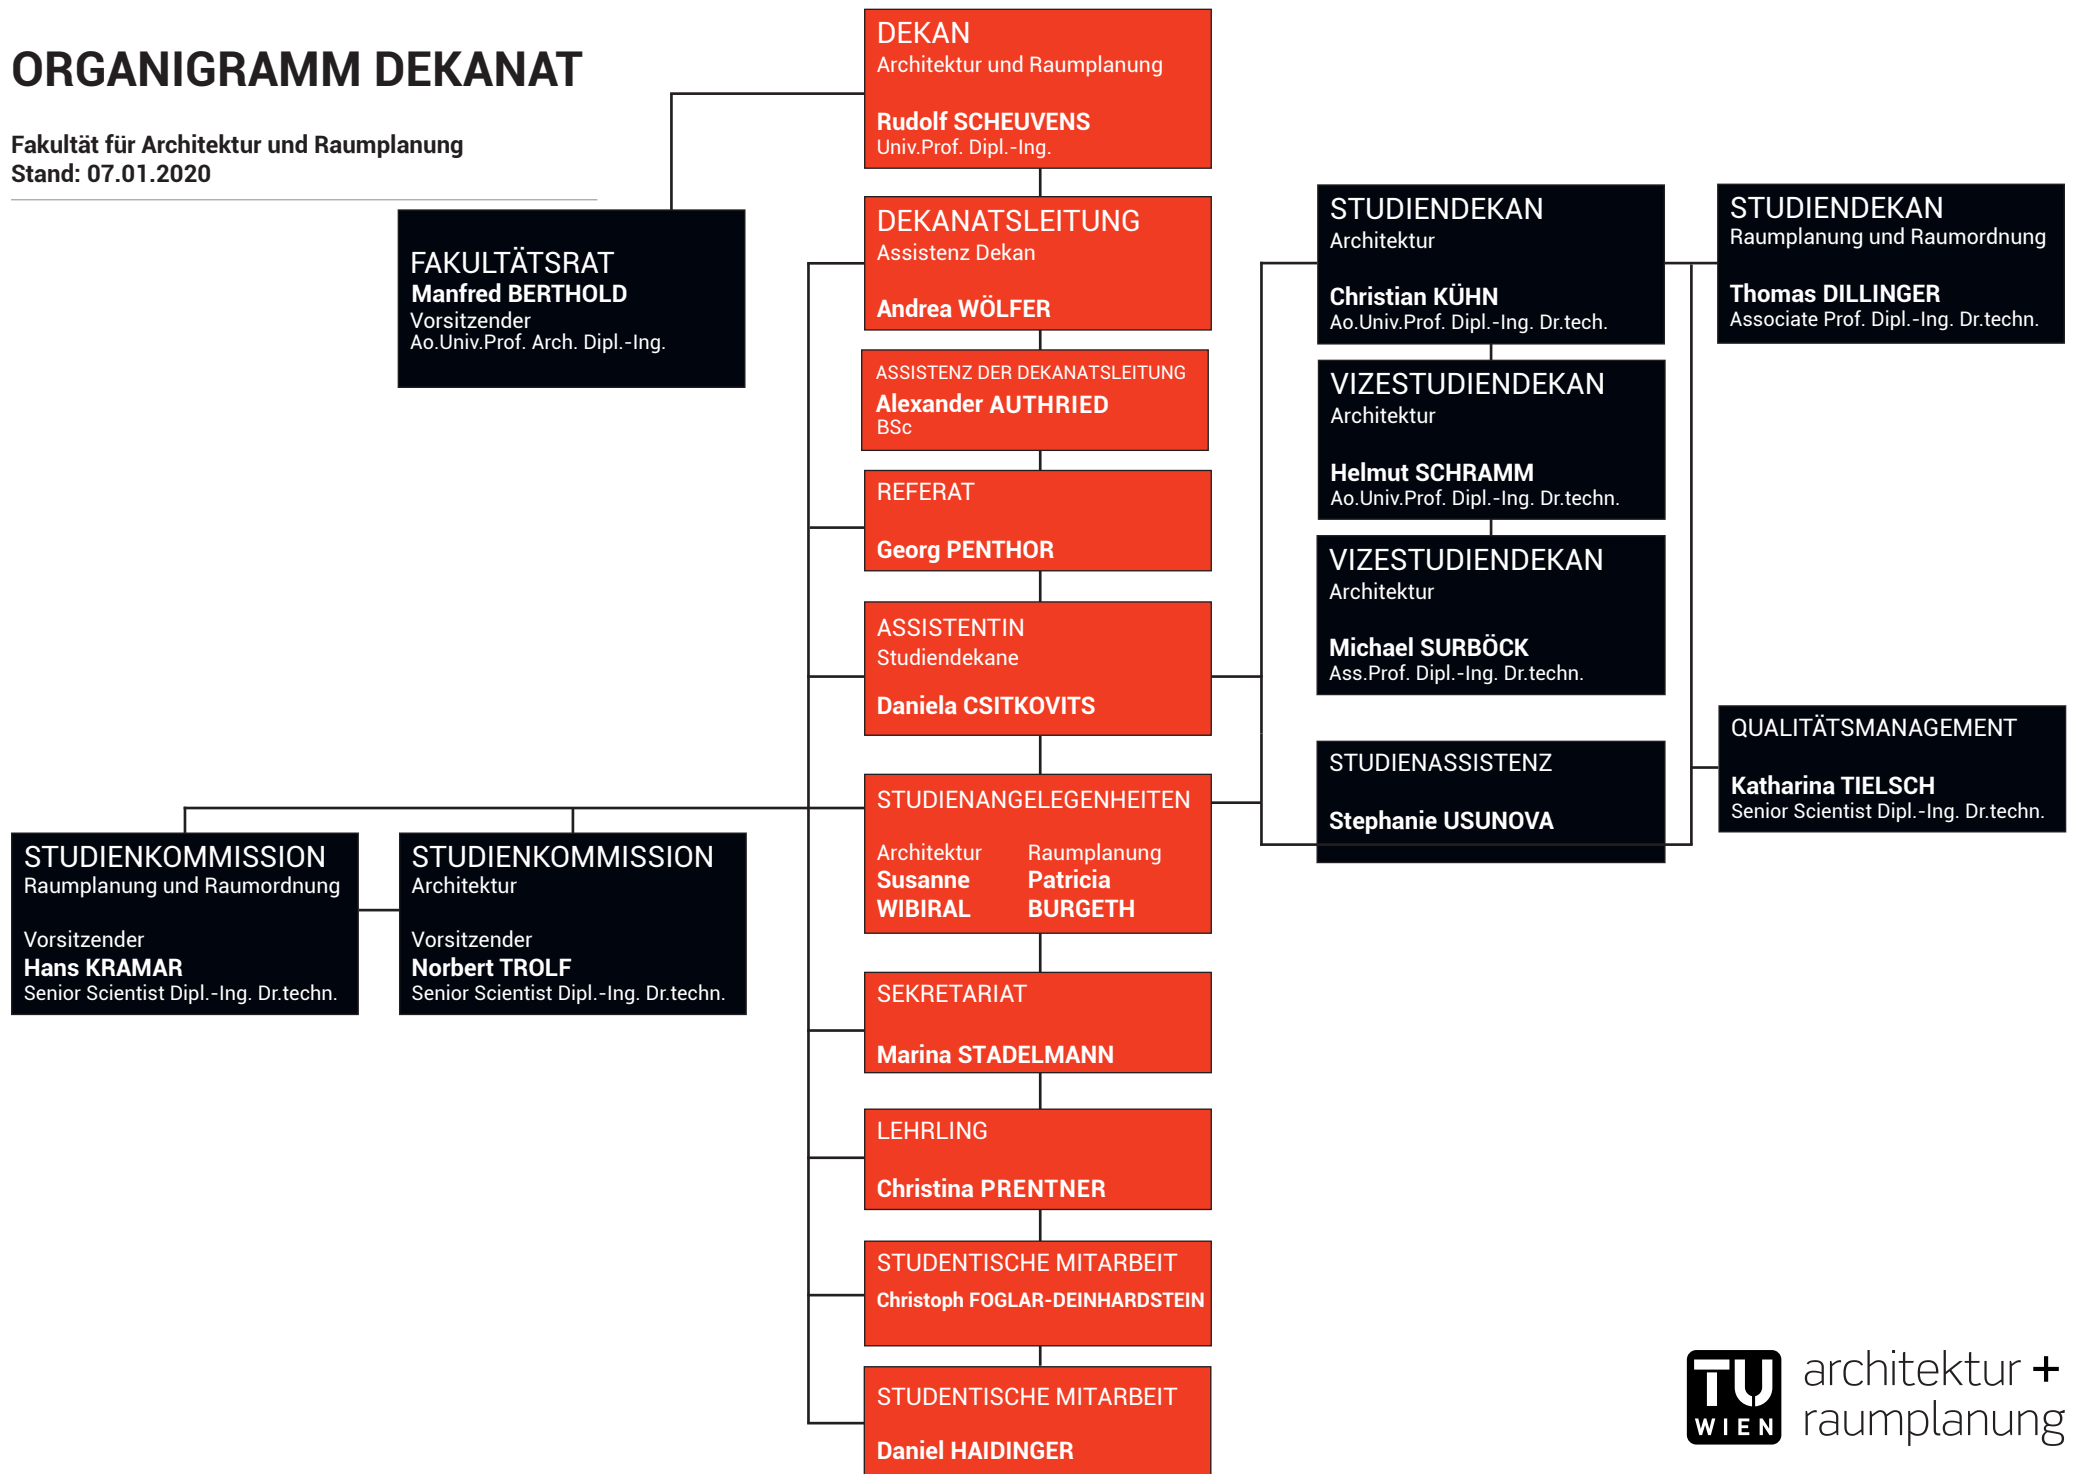 ORGANIGRAMM DEKANAT
Fakultät für Architektur und Raumplanung
Stand: 07.01.2020
DEKAN
Architektur und Raumplanung
Rudolf SCHEUVENS
Univ.Prof. Dipl.-Ing.
FAKULTÄTSRAT
Manfred BERTHOLD
Vorsitzender
Ao.Univ.Prof. Arch. Dipl.-Ing.
DEKANATSLEITUNG
Assistenz Dekan
Andrea WÖLFER
ASSISTENZ DER DEKANATSLEITUNG
Alexander AUTHRIED
BSc
REFERAT
Georg PENTHOR
ASSISTENTIN
Studiendekane
Daniela CSITKOVITS
STUDIENANGELEGENHEITEN
Architektur Raumplanung
Susanne Patricia
WIBIRAL BURGETH
SEKRETARIAT
Marina STADELMANN
LEHRLING
Christina PRENTNER
STUDENTISCHE MITARBEIT
Christoph FOGLAR-DEINHARDSTEIN
STUDENTISCHE MITARBEIT
Daniel HAIDINGER
STUDIENKOMMISSION
Raumplanung und Raumordnung
Vorsitzender
Hans KRAMAR
Senior Scientist Dipl.-Ing. Dr.techn.
STUDIENKOMMISSION
Architektur
Vorsitzender
Norbert TROLF
Senior Scientist Dipl.-Ing. Dr.techn.
STUDIENDEKAN
Architektur
Christian KÜHN
Ao.Univ.Prof. Dipl.-Ing. Dr.tech.
VIZESTUDIENDEKAN
Architektur
Helmut SCHRAMM
Ao.Univ.Prof. Dipl.-Ing. Dr.techn.
VIZESTUDIENDEKAN
Architektur
Michael SURBÖCK
Ass.Prof. Dipl.-Ing. Dr.techn.
STUDIENASSISTENZ
Stephanie USUNOVA
STUDIENDEKAN
Raumplanung und Raumordnung
Thomas DILLINGER
Associate Prof. Dipl.-Ing. Dr.techn.
QUALITÄTSMANAGEMENT
Katharina TIELSCH
Senior Scientist Dipl.-Ing. Dr.techn.
TU
WIEN
architektur +
raumplanung